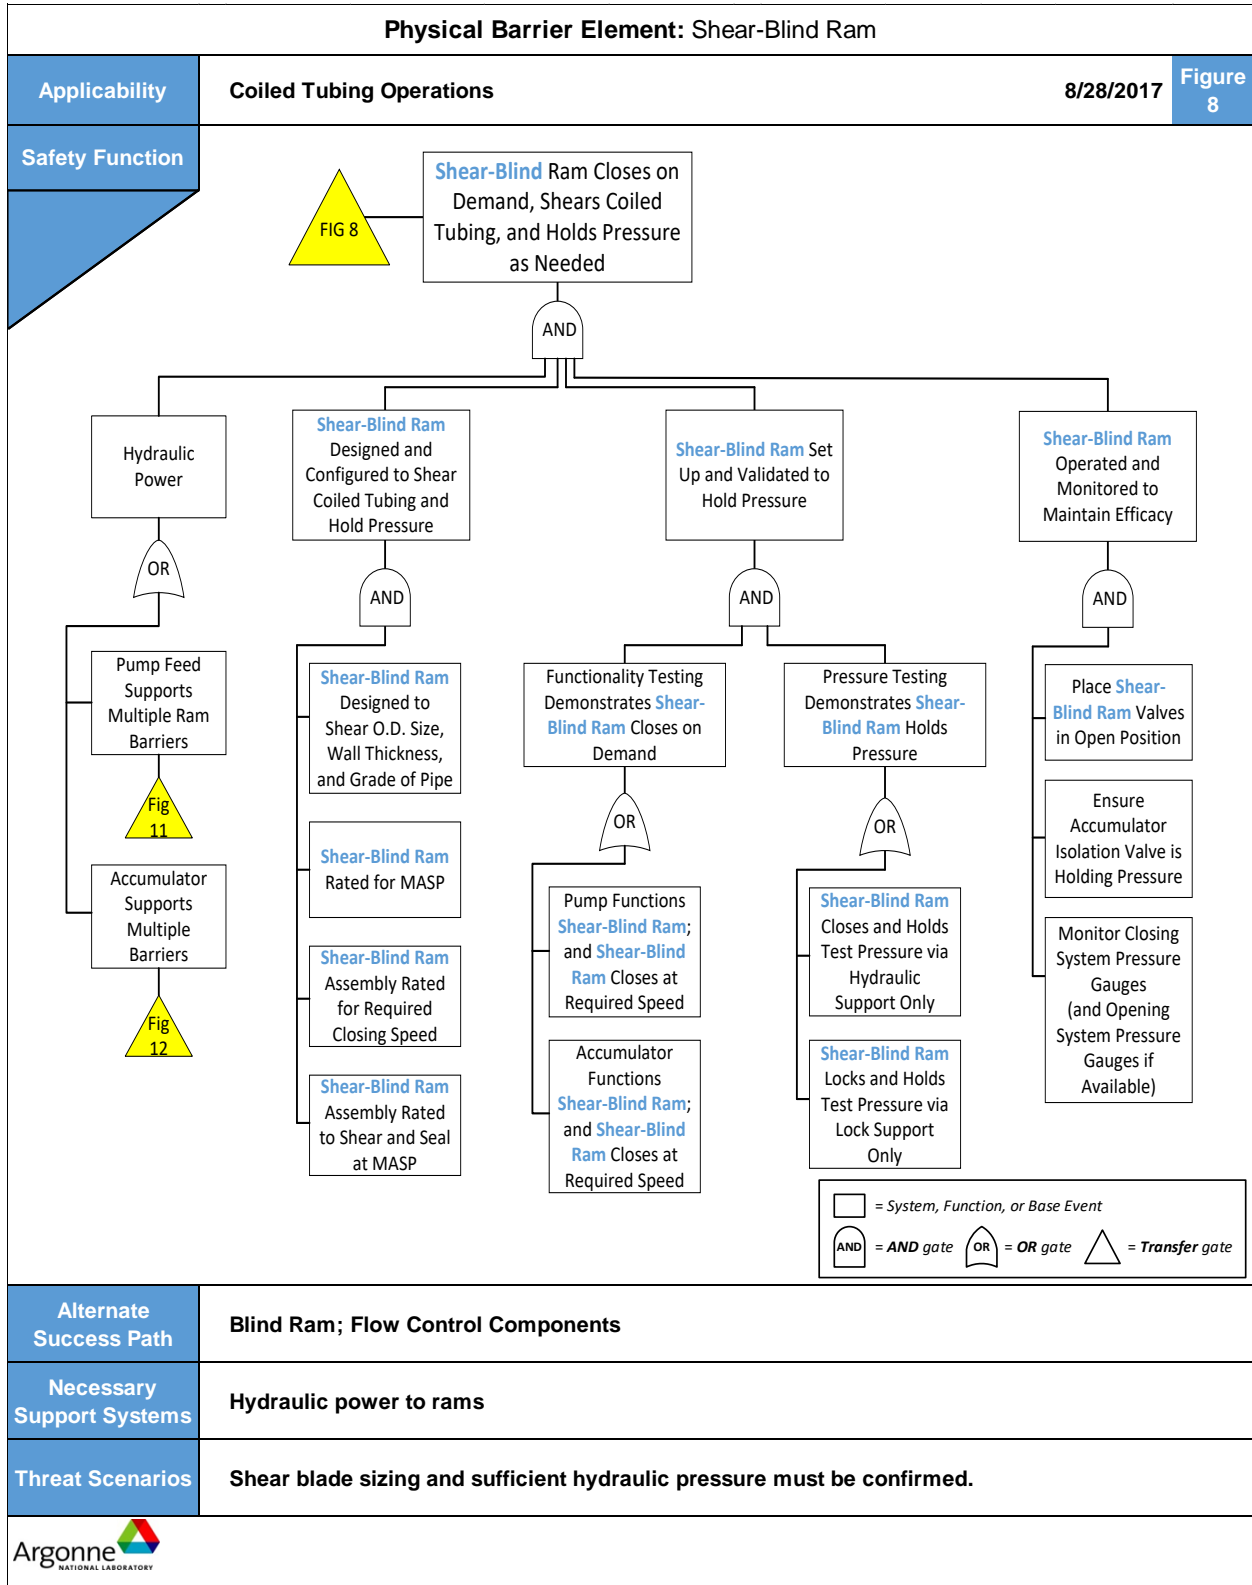 Physical Barrier Element: Shear-Blind Ram
Applicability
Coiled Tubing Operations
8/28/2017
Figure
8
Safety Function
FIG 8
Shear-Blind Ram Closes on
Demand, Shears Coiled
Tubing, and Holds Pressure
as Needed
AND
Hydraulic
Power
OR
Pump Feed
Supports
Multiple Ram
Barriers
Fig
11
Accumulator
Supports
Multiple
Barriers
Fig
12
Shear-Blind Ram
Designed and
Configured to Shear
Coiled Tubing and
Hold Pressure
AND
Shear-Blind Ram
Designed to
Shear O.D. Size,
Wall Thickness,
and Grade of Pipe
Shear-Blind Ram
Rated for MASP
Shear-Blind Ram
Assembly Rated
for Required
Closing Speed
Shear-Blind Ram
Assembly Rated
to Shear and Seal
at MASP
Shear-Blind Ram Set
Up and Validated to
Hold Pressure
AND
Functionality Testing
Demonstrates Shear-
Blind Ram Closes on
Demand
OR
Pump Functions
Shear-Blind Ram;
and Shear-Blind
Ram Closes at
Required Speed
Accumulator
Functions
Shear-Blind Ram;
and Shear-Blind
Ram Closes at
Required Speed
Pressure Testing
Demonstrates Shear-
Blind Ram Holds
Pressure
OR
Shear-Blind Ram
Closes and Holds
Test Pressure via
Hydraulic
Support Only
Shear-Blind Ram
Locks and Holds
Test Pressure via
Lock Support
Only
Shear-Blind Ram
Operated and
Monitored to
Maintain Efficacy
AND
Place Shear-
Blind Ram Valves
in Open Position
Ensure
Accumulator
Isolation Valve is
Holding Pressure
Monitor Closing
System Pressure
Gauges
(and Opening
System Pressure
Gauges if
Available)
= System, Function, or Base Event
AND = AND gate OR = OR gate = Transfer gate
Alternate
Success Path
Blind Ram; Flow Control Components
Necessary
Support Systems
Hydraulic power to rams
Threat Scenarios
Shear blade sizing and sufficient hydraulic pressure must be confirmed.
Argonne
NATIONAL LABORATORY